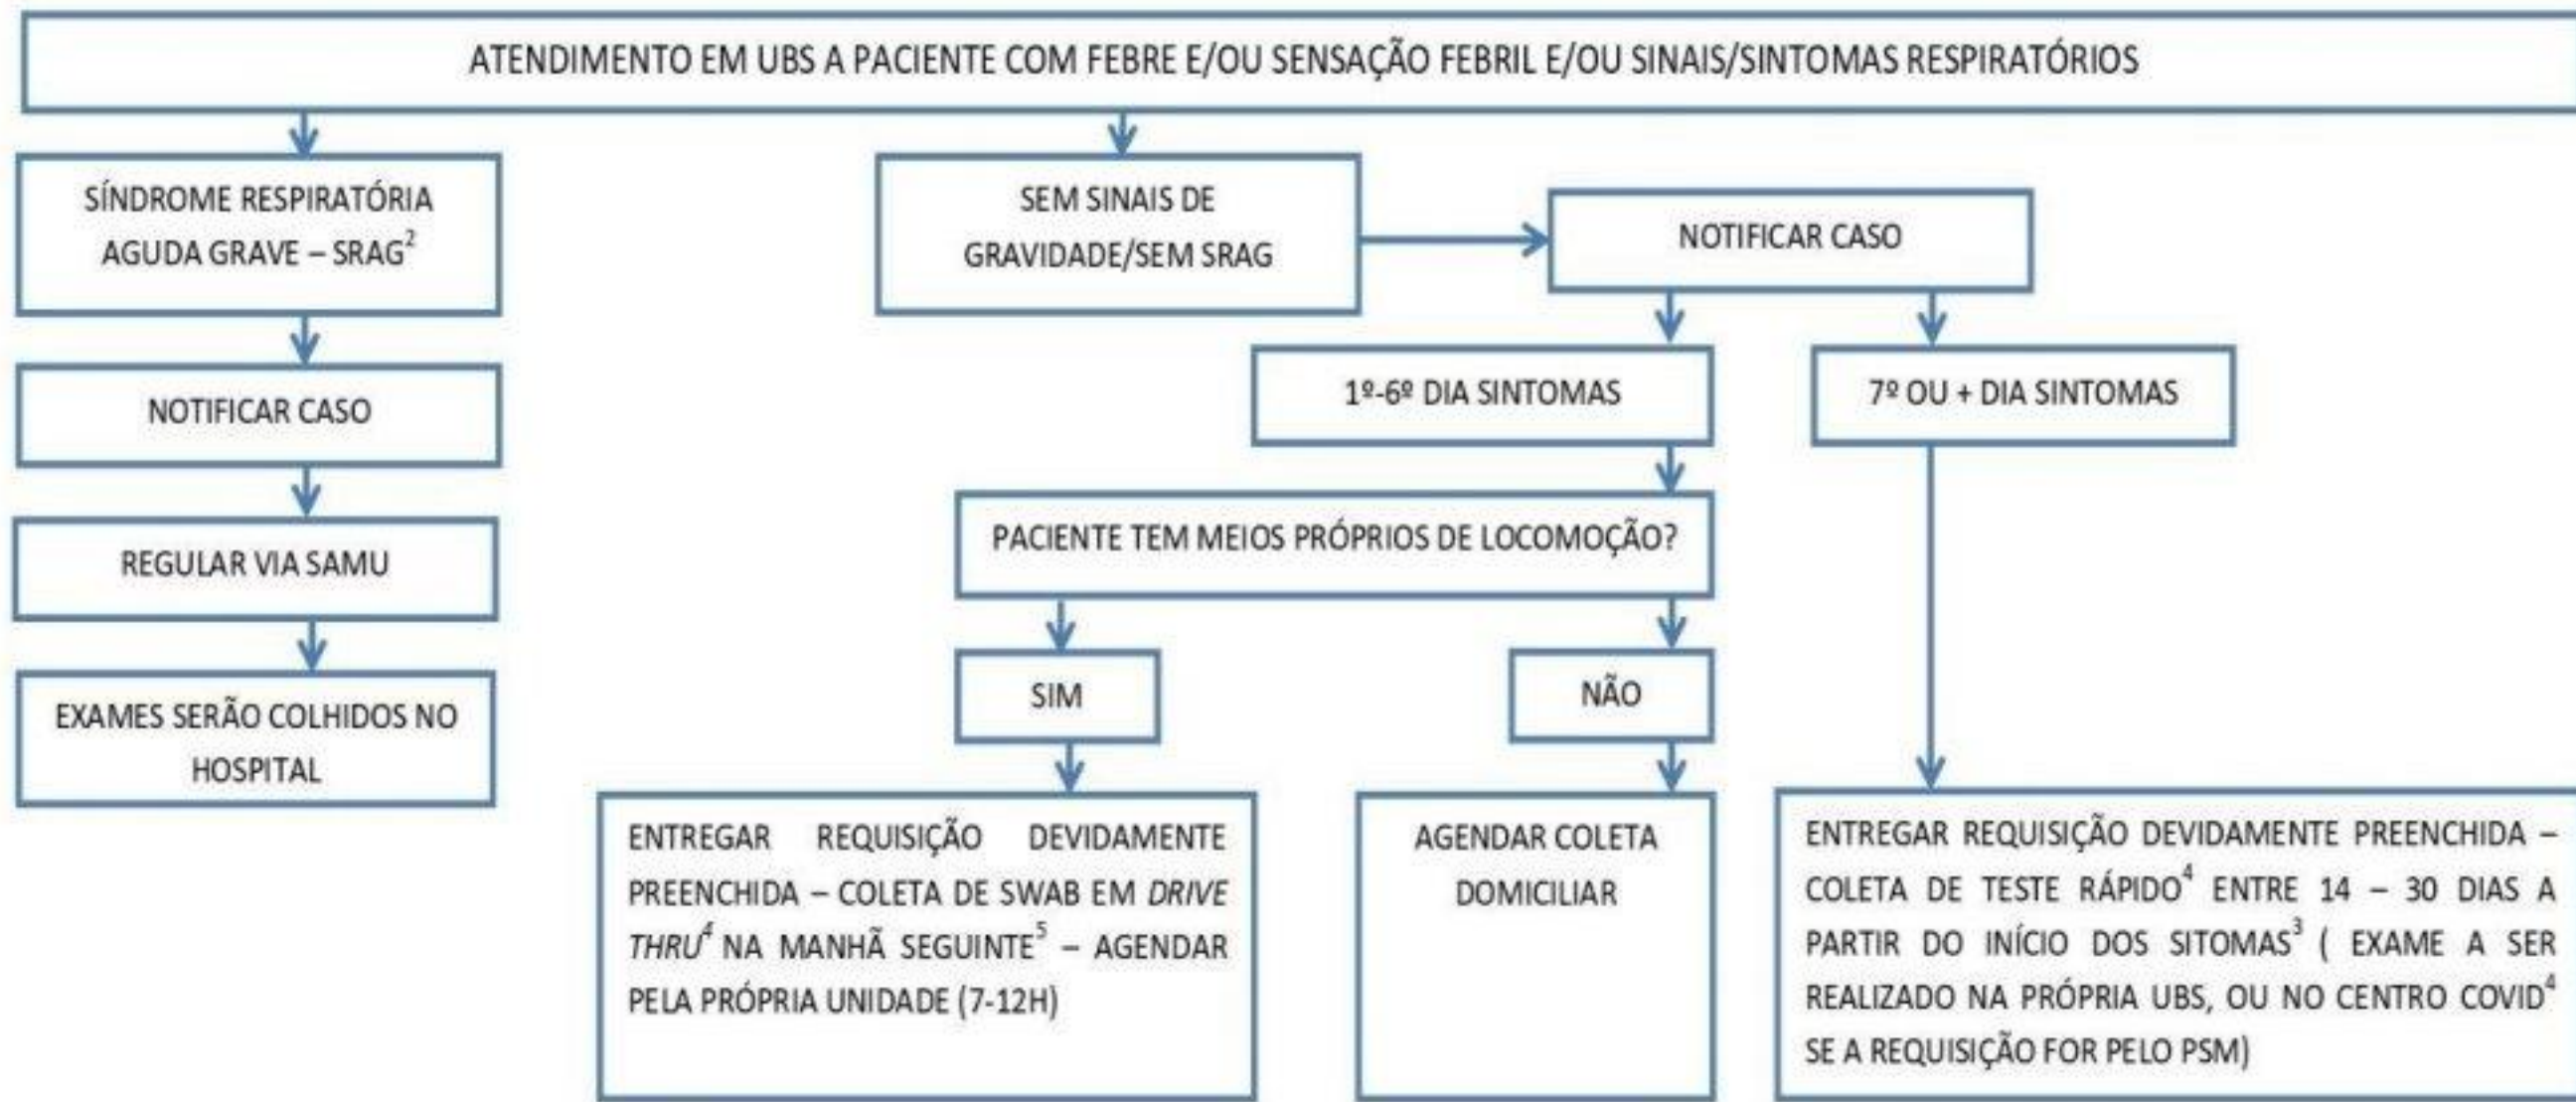 ATENDIMENTO EM UBS A PACIENTE COM FEBRE E/OU SENSAÇÃO FEBRIL E/OU SINAIS/SINTOMAS RESPIRATÓRIOS
SÍNDROME RESPIRATÓRIA
AGUDA GRAVE – SRAG²
NOTIFICAR CASO
REGULAR VIA SAMU
EXAMES SERÃO COLHIDOS NO
HOSPITAL
SEM SINAIS DE
GRAVIDADE/SEM SRAG
NOTIFICAR CASO
1º-6º DIA SINTOMAS
7º OU + DIA SINTOMAS
PACIENTE TEM MEIOS PRÓPRIOS DE LOCOMOÇÃO?
SIM
NÃO
ENTREGAR REQUISIÇÃO DEVIDAMENTE
PREENCHIDA – COLETA DE SWAB EM DRIVE
THRU⁴ NA MANHÃ SEGUINTE⁵ – AGENDAR
PELA PRÓPRIA UNIDADE (7-12H)
AGENDAR COLETA
DOMICILIAR
ENTREGAR REQUISIÇÃO DEVIDAMENTE PREENCHIDA –
COLETA DE TESTE RÁPIDO⁴ ENTRE 14 – 30 DIAS A
PARTIR DO INÍCIO DOS SITOMAS³ ( EXAME A SER
REALIZADO NA PRÓPRIA UBS, OU NO CENTRO COVID⁴
SE A REQUISIÇÃO FOR PELO PSM)